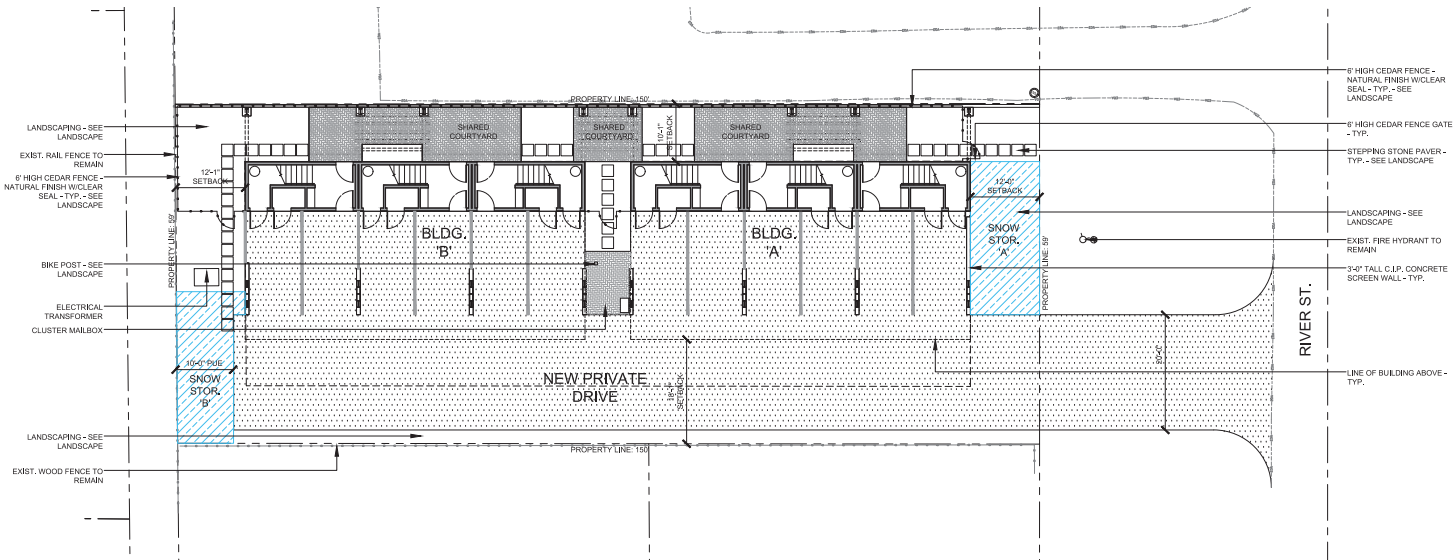 PROPERTY LINE: 150'
6' HIGH CEDAR FENCE -
NATURAL FINISH W/CLEAR
SEAL - TYP. - SEE
LANDSCAPE
6' HIGH CEDAR FENCE GATE
- TYP.
STEPPING STONE PAVER -
TYP. - SEE LANDSCAPE
LANDSCAPING - SEE
LANDSCAPE
EXIST. FIRE HYDRANT TO
REMAIN
3'-0" TALL C.I.P. CONCRETE
SCREEN WALL - TYP.
LINE OF BUILDING ABOVE -
TYP.
RIVER ST.
LANDSCAPING - SEE
LANDSCAPE
EXIST. RAIL FENCE TO
REMAIN
6' HIGH CEDAR FENCE -
NATURAL FINISH W/CLEAR
SEAL - TYP. - SEE
LANDSCAPE
BIKE POST - SEE
LANDSCAPE
ELECTRICAL
TRANSFORMER
CLUSTER MAILBOX
LANDSCAPING - SEE
LANDSCAPE
EXIST. WOOD FENCE TO
REMAIN
SHARED
COURTYARD
SHARED
COURTYARD
SHARED
COURTYARD
10'-1"
SETBACK
12'-1"
SETBACK
12'-0"
SETBACK
PROPERTY LINE: 59'
PROPERTY LINE: 59'
BLDG.
'B'
BLDG.
'A'
SNOW
STOR.
'A'
10'-0" PUE
SNOW
STOR.
'B'
NEW PRIVATE
DRIVE
SETBACK
20'-0"
PROPERTY LINE: 150'